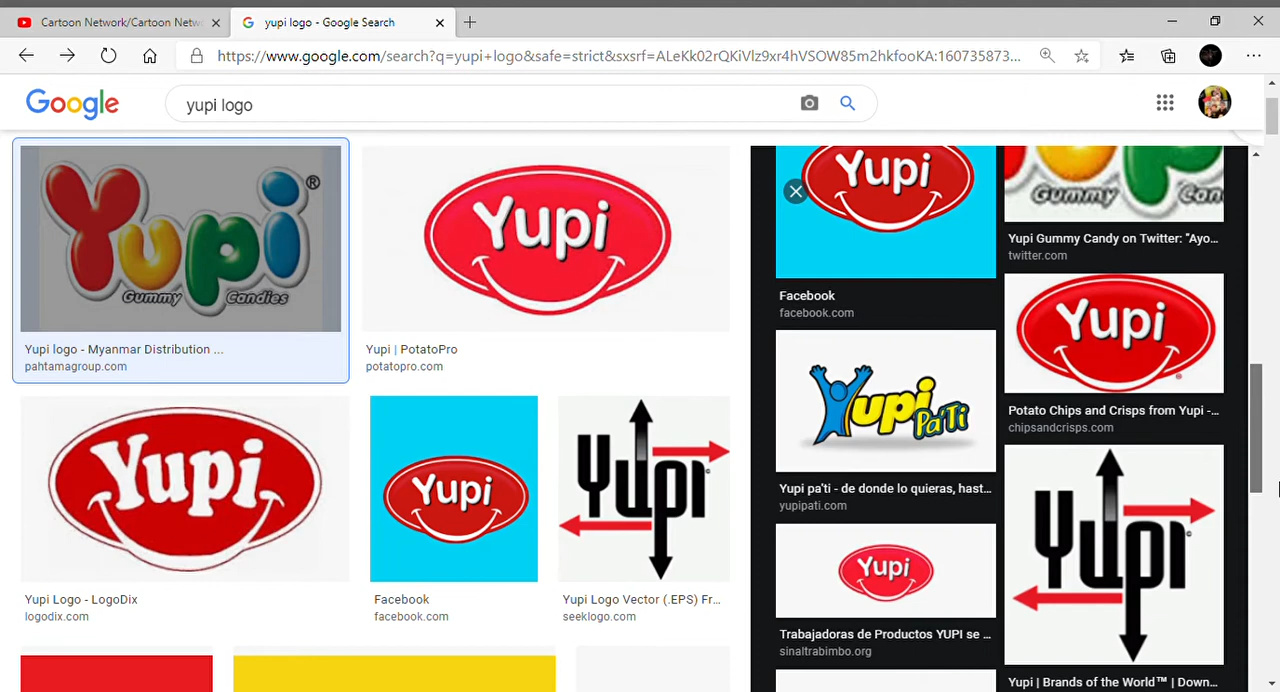 Cartoon Network/Cartoon Netw
yupi logo - Google Search
https://www.google.com/search?q=yupi+logo&safe=strict&sxsrf=ALeKk02rQKiVlz9xr4hVSOW85m2hkfooKA:160735873...
Google
yupi logo
Yupi®
Gummy Candies
Yupi logo - Myanmar Distribution ...
pahtamagroup.com
Yupi
Yupi | PotatoPro
potatopro.com
Yupi
Yupi Logo - LogoDix
logodix.com
Yupi
Facebook
facebook.com
Yupi©
Yupi Logo Vector (.EPS) Fr...
seeklogo.com
Yupi
Facebook
facebook.com
Gummy Can
Yupi Gummy Candy on Twitter: "Ayo...
twitter.com
Yupi Pa'Ti
Yupi pa'ti - de donde lo quieras, hast...
yupipati.com
Yupi®
Potato Chips and Crisps from Yupi -...
chipsandcrisps.com
Yupi
Trabajadoras de Productos YUPI se ...
sinaltrabimbo.org
Yupi©
Yupi | Brands of the World™ | Down...